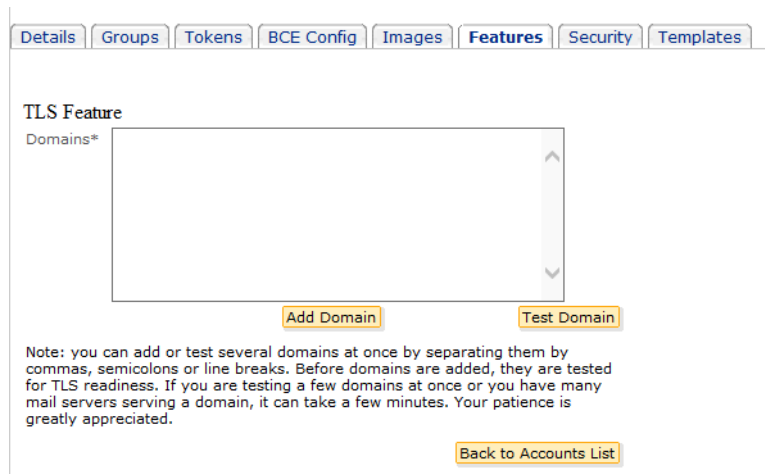 Details Groups Tokens BCE Config Images Features Security Templates
TLS Feature
Domains*
Add Domain Test Domain
Note: you can add or test several domains at once by separating them by
commas, semicolons or line breaks. Before domains are added, they are tested
for TLS readiness. If you are testing a few domains at once or you have many
mail servers serving a domain, it can take a few minutes. Your patience is
greatly appreciated.
Back to Accounts List